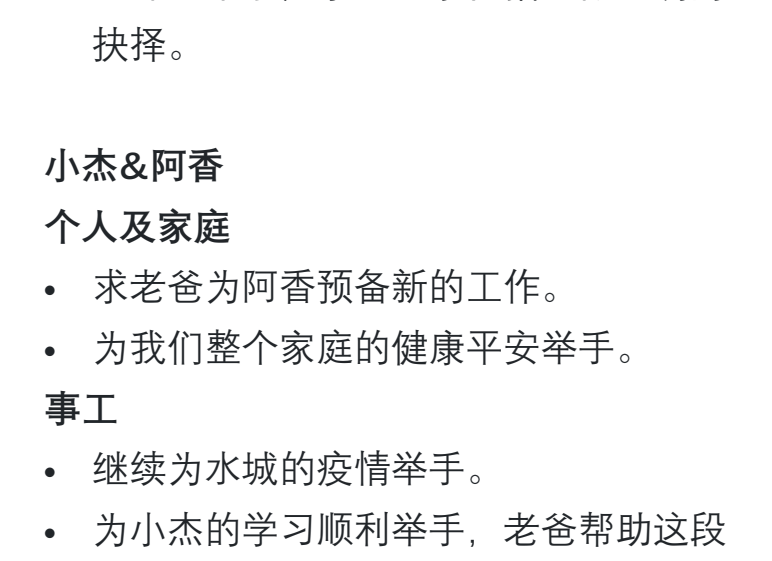 抉择。
小杰&阿香
个人及家庭
• 求老爸为阿香预备新的工作。
• 为我们整个家庭的健康平安举手。
事工
• 继续为水城的疫情举手。
• 为小杰的学习顺利举手，老爸帮助这段